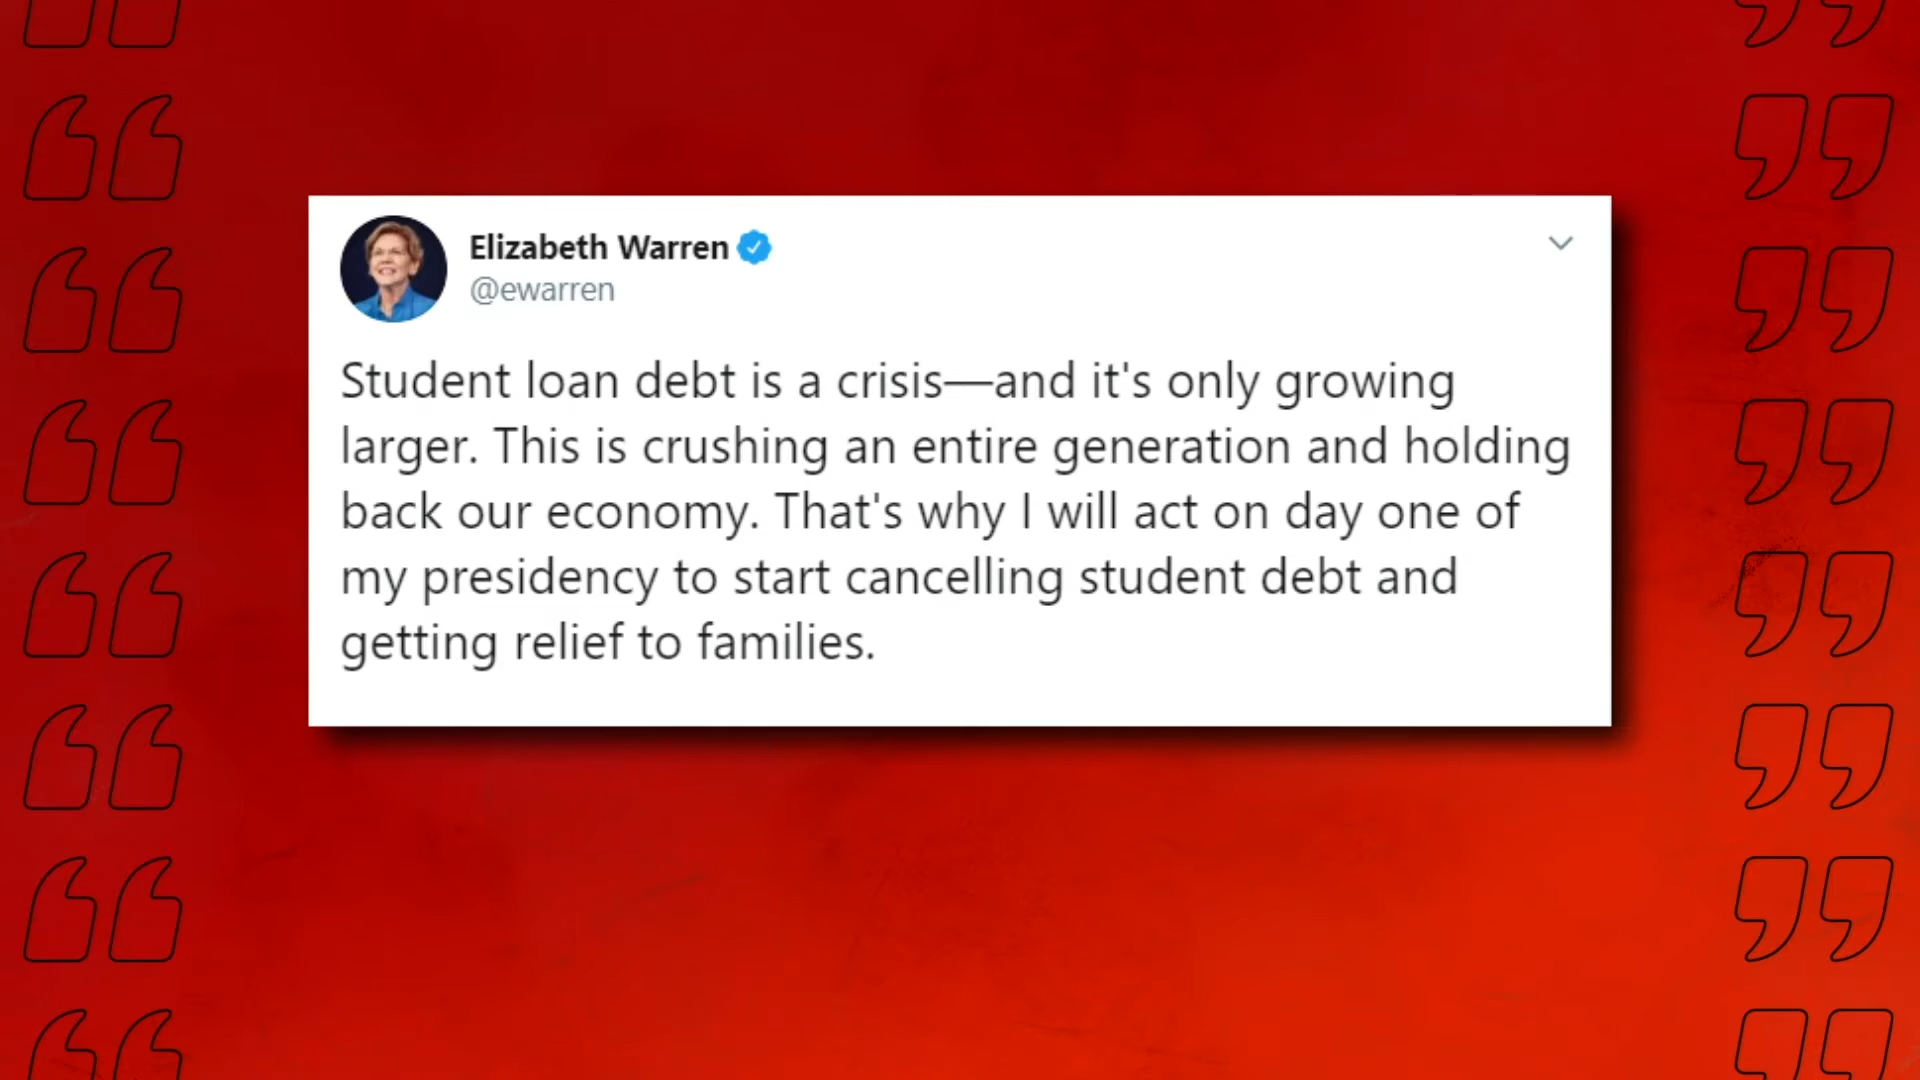 Elizabeth Warren
@ewarren
Student loan debt is a crisis—and it's only growing
larger. This is crushing an entire generation and holding
back our economy. That's why I will act on day one of
my presidency to start cancelling student debt and
getting relief to families.